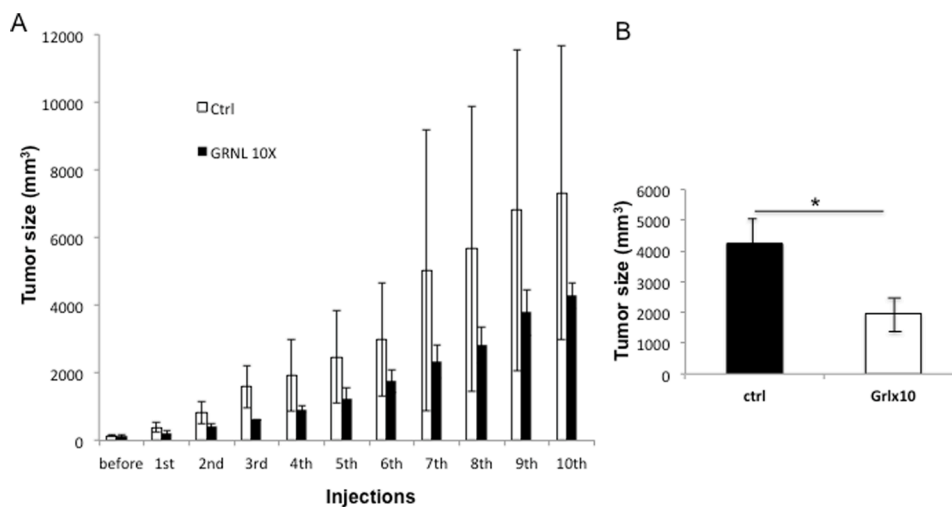 A
Tumor size (mm³)
12000
10000
8000
6000
4000
2000
0
Ctrl
GRNL 10X
before 1st 2nd 3rd 4th 5th 6th 7th 8th 9th 10th
Injections
B
Tumor size (mm³)
6000
5000
4000
3000
2000
1000
0
*
ctrl Grlx10